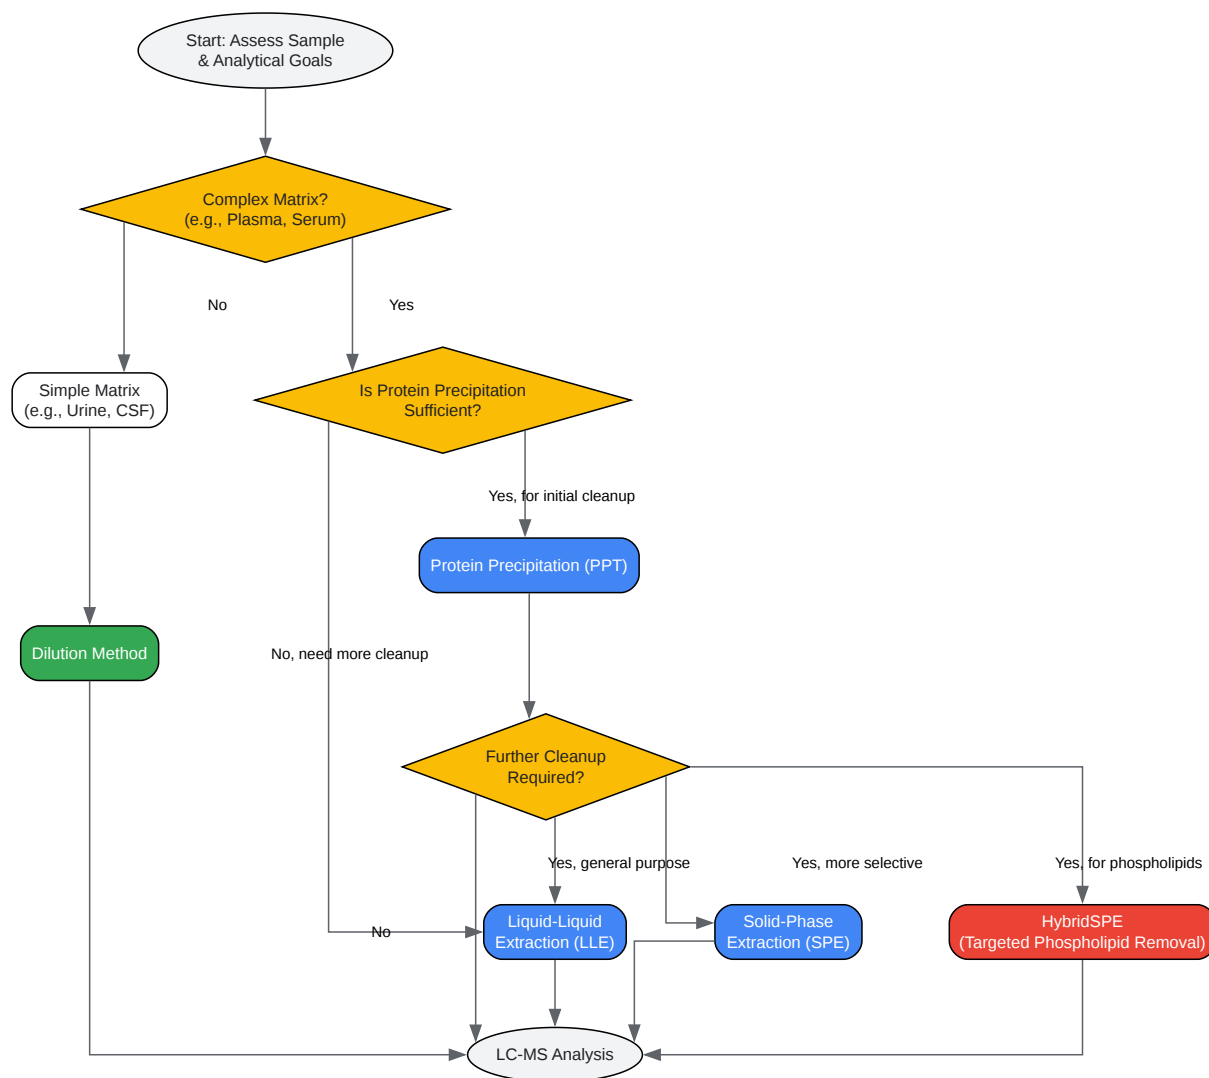 Start: Assess Sample
& Analytical Goals
Complex Matrix?
(e.g., Plasma, Serum)
No
Yes
Simple Matrix
(e.g., Urine, CSF)
Is Protein Precipitation
Sufficient?
Yes, for initial cleanup
Protein Precipitation (PPT)
Dilution Method
No, need more cleanup
Further Cleanup
Required?
Yes, general purpose
Yes, more selective
Yes, for phospholipids
No
Liquid-Liquid
Extraction (LLE)
Solid-Phase
Extraction (SPE)
HybridSPE
(Targeted Phospholipid Removal)
LC-MS Analysis